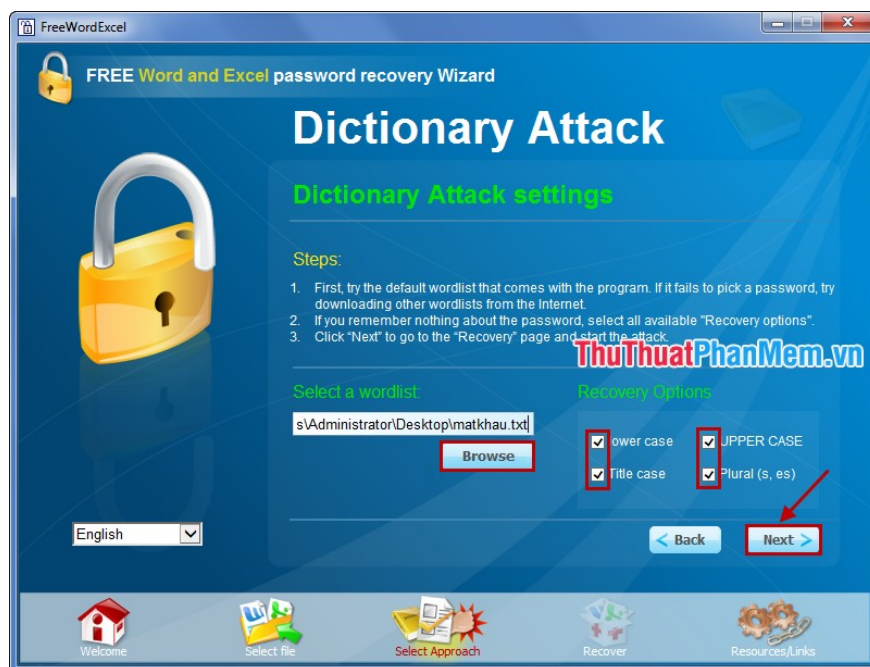 FreeWordExcel
FREE Word and Excel password recovery Wizard
Dictionary Attack
Dictionary Attack settings
Steps:
1. First, try the default wordlist that comes with the program. If it fails to pick a password, try
downloading other wordlists from the Internet.
2. If you remember nothing about the password, select all available "Recovery options".
3. Click “Next” to go to the “Recovery” page and start the attack.
ThuThuatPhanMem.vn
Select a wordlist:
Recovery Options
s\Administrator\Desktop\matkhau.txt
Browse
lower case
UPPER CASE
Title case
Plural (s, es)
English
< Back
Next >
Welcome
Select file
Select Approach
Recover
Resources/Links